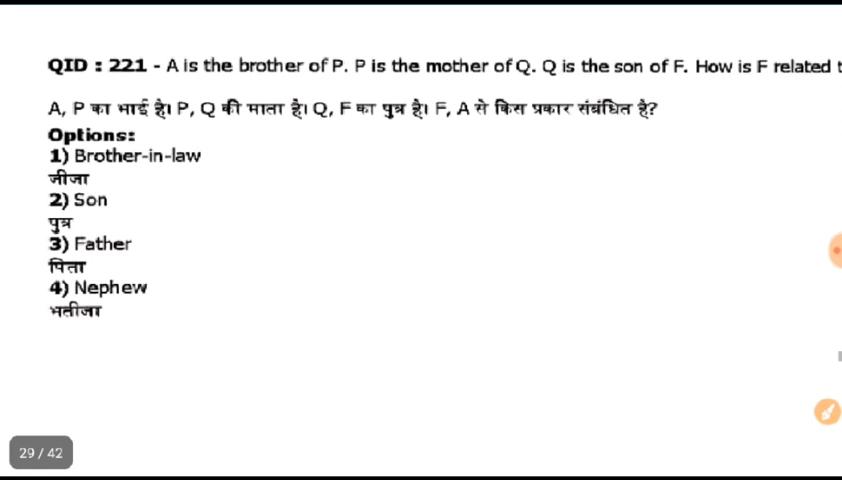 QID : 221 - A is the brother of P. P is the mother of Q. Q is the son of F. How is F related
A, P का भाई है। P, Q की माता है। Q, F का पुत्र है। F, A से किस प्रकार संबंधित है?
Options:
1) Brother-in-law
जीजा
2) Son
पुत्र
3) Father
पिता
4) Nephew
भतीजा
29 / 42